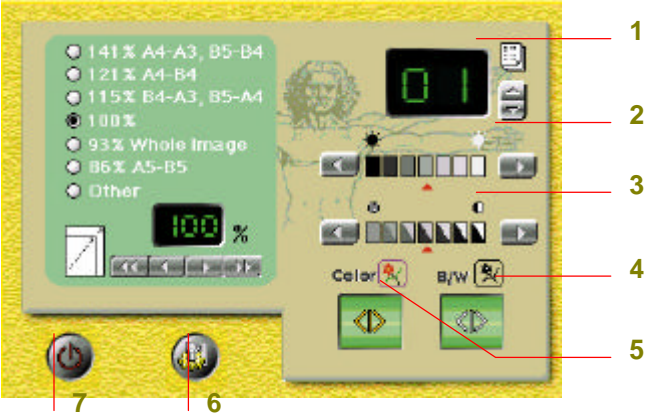 141% A4-A3, B5-B4
121% A4-B4
115% B4-A3, B5-A4
100%
93% Whole Image
86% A5-B5
Other
100 %
01
Color
B/W
1
2
3
4
5
6
7